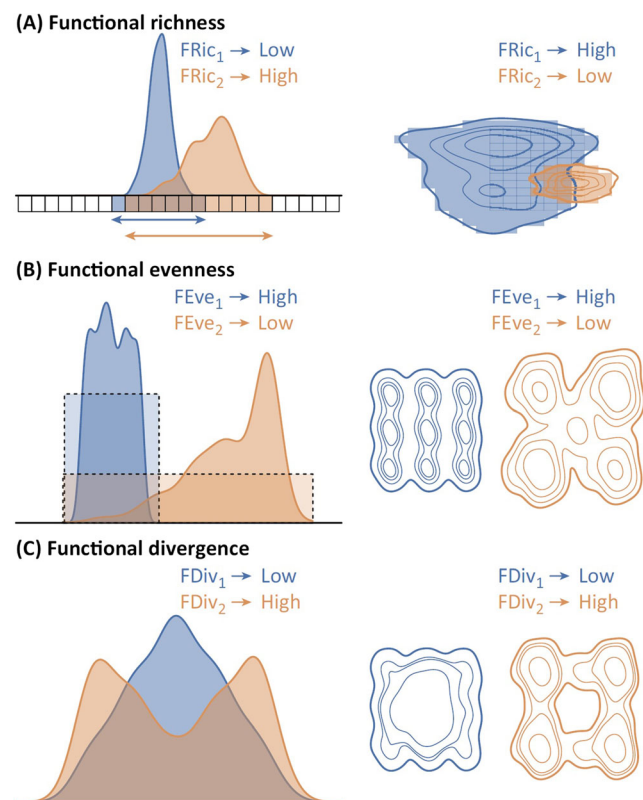 (A) Functional richness
FRic₁ → Low
FRic₂ → High
FRic₁ → High
FRic₂ → Low
(B) Functional evenness
FEve₁ → High
FEve₂ → Low
FEve₁ → High
FEve₂ → Low
(C) Functional divergence
FDiv₁ → Low
FDiv₂ → High
FDiv₁ → Low
FDiv₂ → High